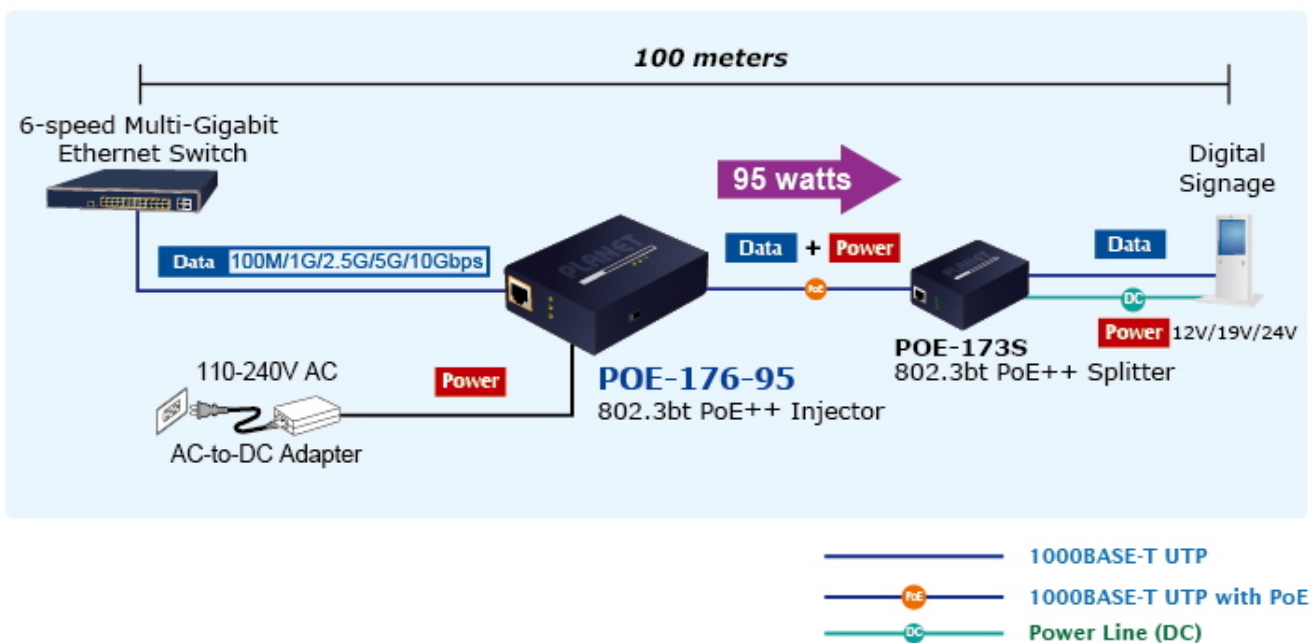 100 meters
6-speed Multi-Gigabit
Ethernet Switch
95 watts
Digital
Signage
Data 100M/1G/2.5G/5G/10Gbps
PLANET
Data + Power
Data
PoE
DC
Power 12V/19V/24V
POE-173S
802.3bt PoE++ Splitter
110-240V AC
Power
POE-176-95
802.3bt PoE++ Injector
AC-to-DC Adapter
1000BASE-T UTP
PoE 1000BASE-T UTP with PoE
DC Power Line (DC)